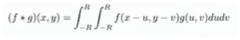 (f * g)(x, y) = ∫_{-R}^{R} ∫_{-R}^{R} f(x − u, y − v)g(u, v)dudv